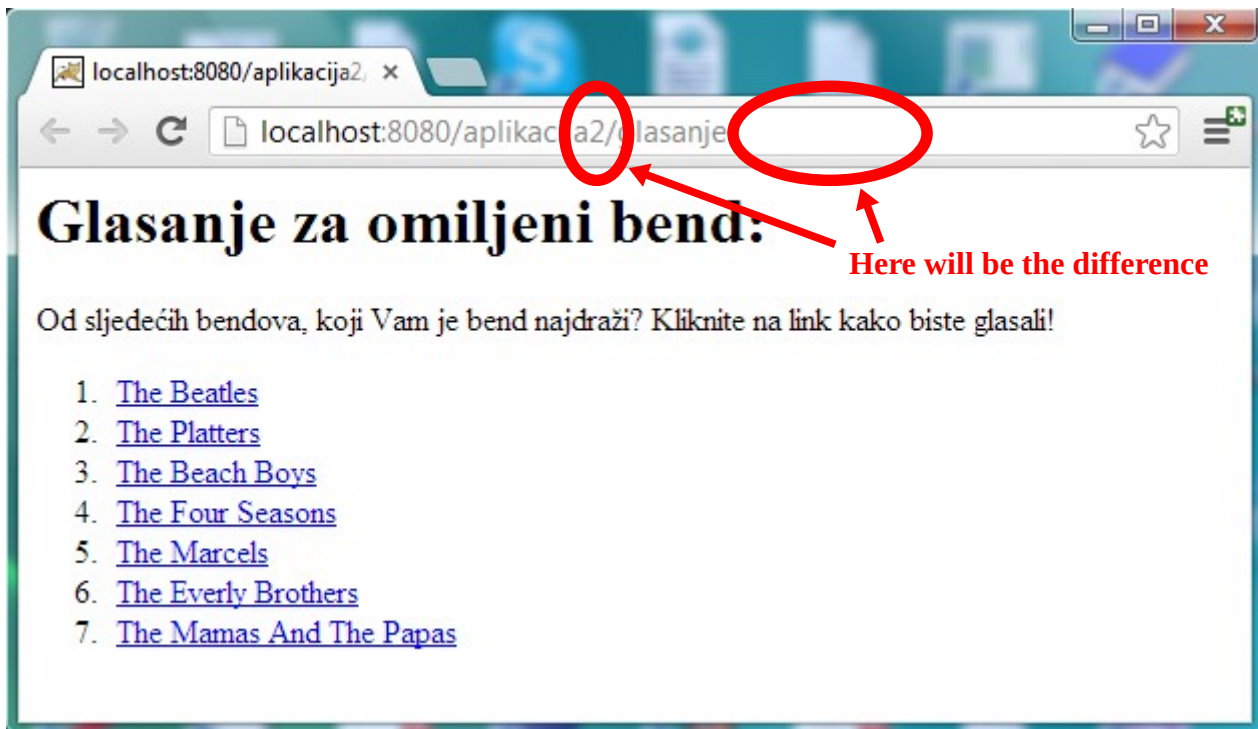 localhost:8080/aplikacija2/
localhost:8080/aplikacija2/glasanje
Glasanje za omiljeni bend:
Here will be the difference
Od sljedećih bendova, koji Vam je bend najdraži? Kliknite na link kako biste glasali!
1. The Beatles
2. The Platters
3. The Beach Boys
4. The Four Seasons
5. The Marcels
6. The Everly Brothers
7. The Mamas And The Papas